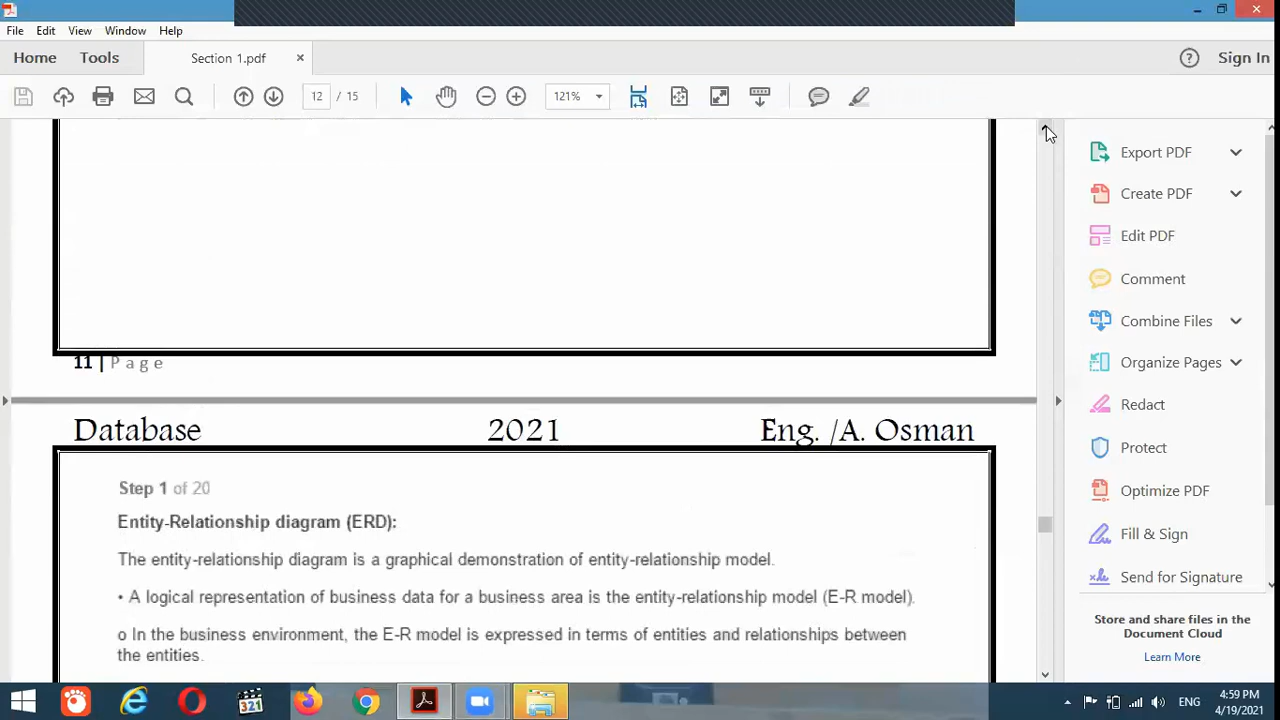 File Edit View Window Help
Home Tools Section 1.pdf × Sign In
12 / 15 121%
Export PDF
Create PDF
Edit PDF
Comment
Combine Files
Organize Pages
Redact
Protect
Optimize PDF
Fill & Sign
Send for Signature
Store and share files in the
Document Cloud
Learn More
11 | Page
Database 2021 Eng. /A. Osman
Step 1 of 20
Entity-Relationship diagram (ERD):
The entity-relationship diagram is a graphical demonstration of entity-relationship model.
• A logical representation of business data for a business area is the entity-relationship model (E-R model).
o In the business environment, the E-R model is expressed in terms of entities and relationships between
the entities.
321
ENG
4:59 PM
4/19/2021